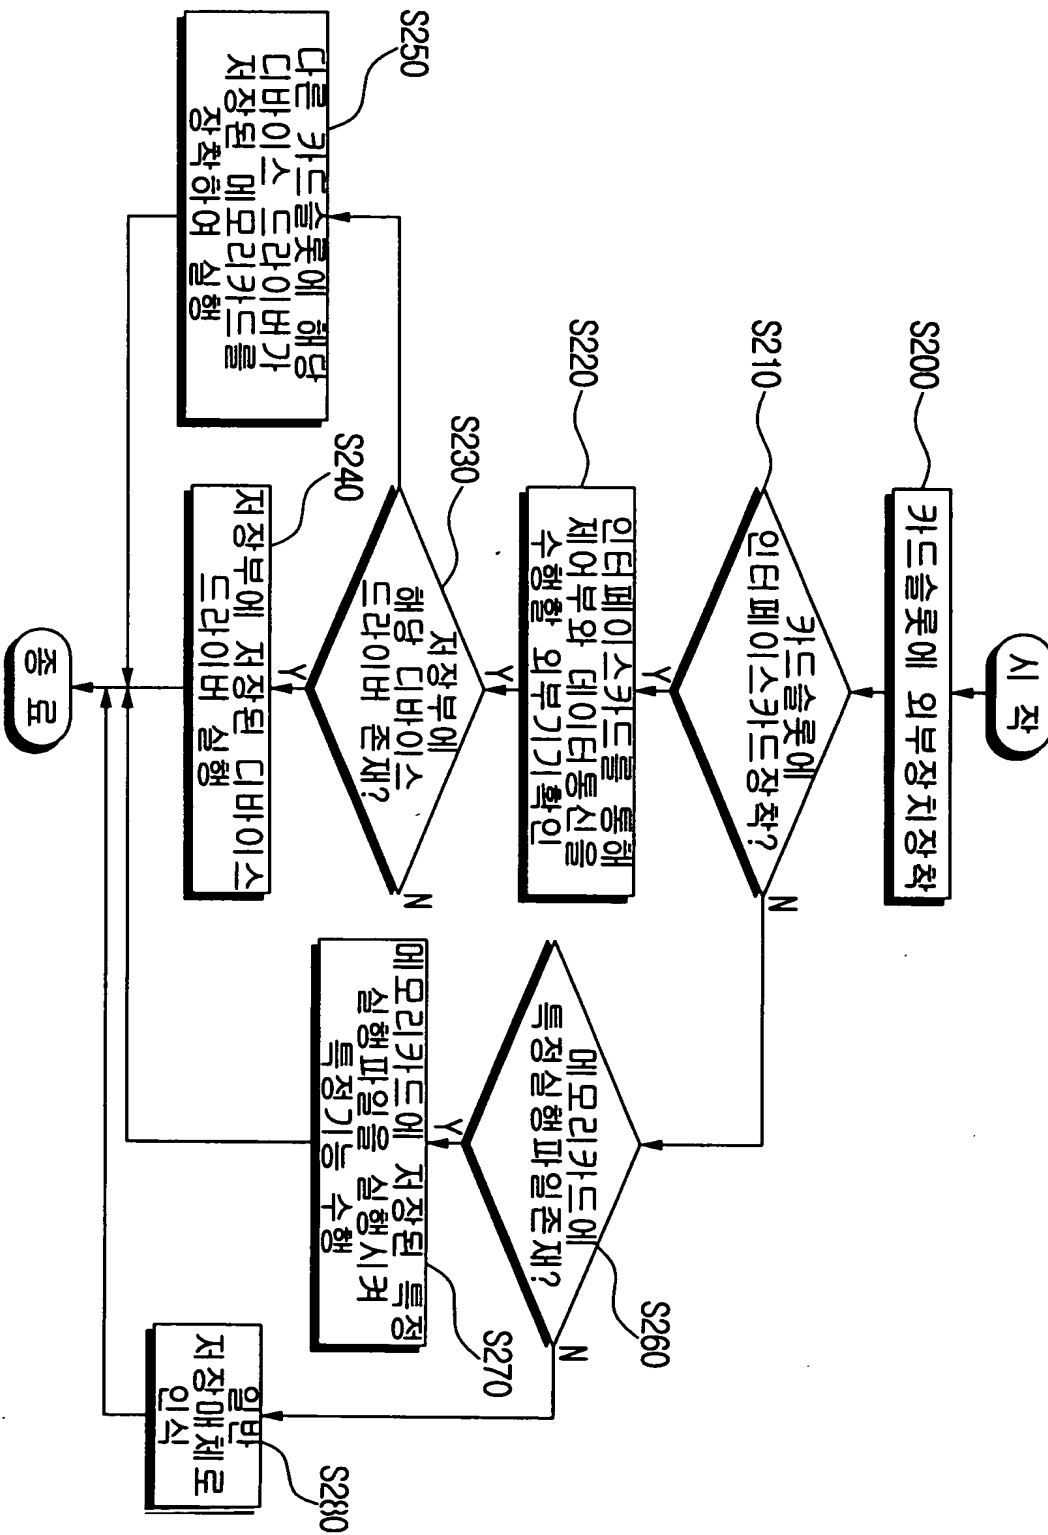 시 작
S200
카드슬롯에 외부장치장착
S210
카드슬롯에
인터페이스카드장착?
N
Y
S220
인터페이스카드를 통해
제어부와 데이터통신을
수행할 외부기기확인
S230
저장부에
해당 디바이스
드라이버 존재?
N
Y
S240
저장부에 저장된 디바이스
드라이버 실행
S250
다른 카드슬롯에 해당
디바이스 드라이버가
저장된 메모리카드를
장착하여 실행
S260
메모리카드에
특정실행파일존재?
N
Y
S270
메모리카드에 저장된 특정
실행파일을 실행시켜
특정기능 수행
S280
일반
저장매체로
인식
종 료